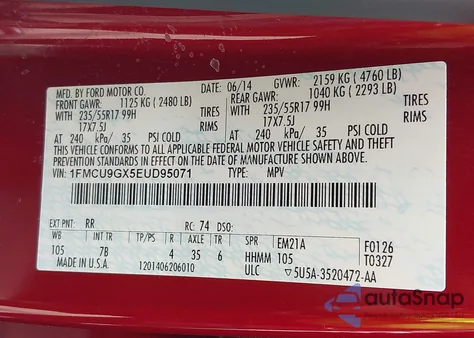 MFD. BY FORD MOTOR CO.
DATE: 06/14 GVWR: 2159 KG ( 4760 LB)
FRONT GAWR: 1125 KG ( 2480 LB)
REAR GAWR: 1040 KG ( 2293 LB)
WITH 235/55R17 99H TIRES
17X7.5J RIMS
AT 240 kPa/ 35 PSI COLD
WITH 235/55R17 99H TIRES
17X7.5J RIMS
AT 240 kPa/ 35 PSI COLD
THIS VEHICLE CONFORMS TO ALL APPLICABLE FEDERAL MOTOR VEHICLE
SAFETY, BUMPER, AND THEFT PREVENTION STANDARDS IN EFFECT ON THE DATE OF
MANUFACTURE SHOWN ABOVE.
VIN: 1FMCU9GX5EUD95071
TYPE: MPV
EXT PNT: RR RC: 74 DSO:
WB INT TR TP/PS R AXLE TR SPR EM21A F0126
105 7B 4 35 6 HHMM 105 T0327
MADE IN U.S.A. 1201406206010 ULC 5U5A-3520472-AA
autaSnap